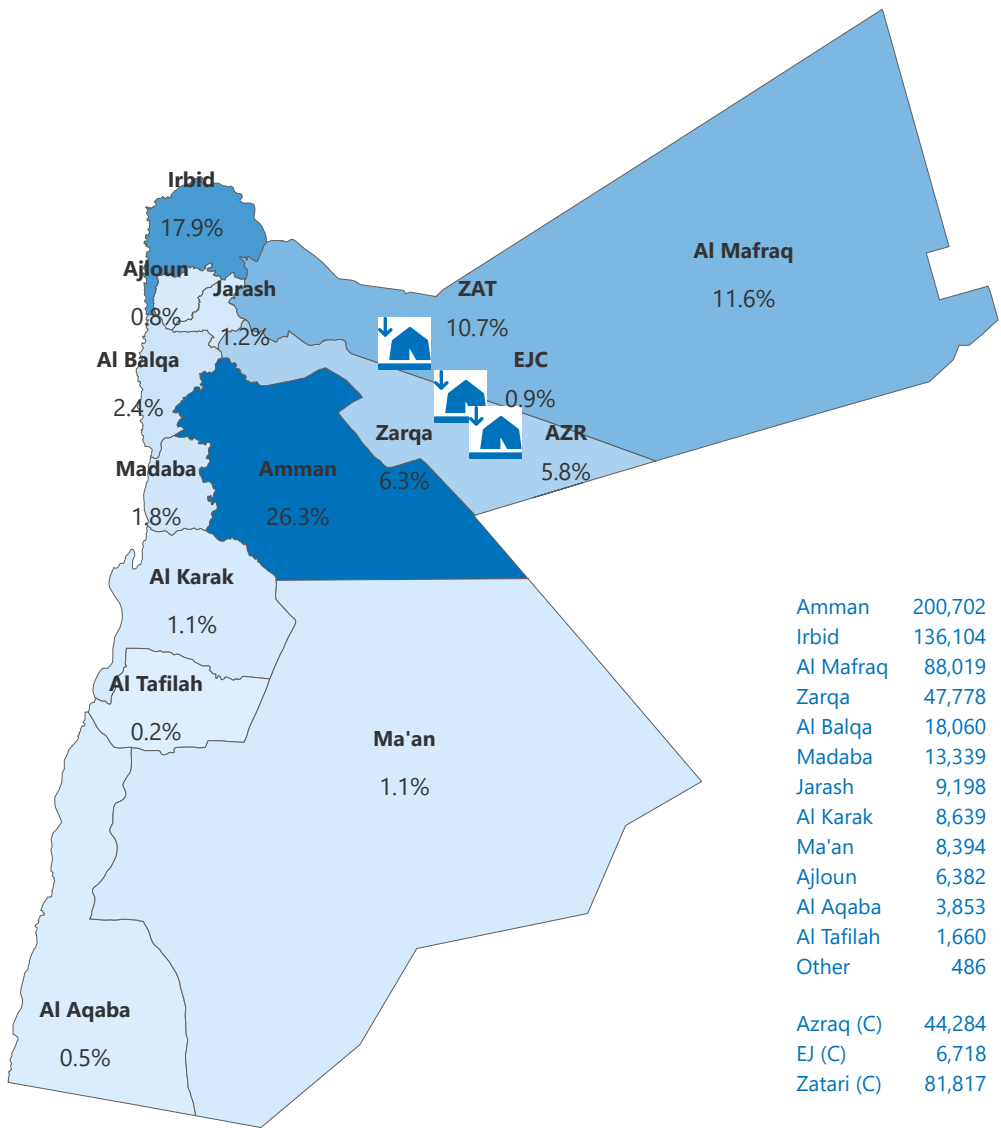 Irbid
17.9%
Ajloun
0.8%
Jarash
1.2%
Al Mafraq
11.6%
ZAT
10.7%
EJC
0.9%
Al Balqa
2.4%
Zarqa
6.3%
AZR
5.8%
Madaba
1.8%
Amman
26.3%
Al Karak
1.1%
Al Tafilah
0.2%
Ma'an
1.1%
Al Aqaba
0.5%
Amman 200,702
Irbid 136,104
Al Mafraq 88,019
Zarqa 47,778
Al Balqa 18,060
Madaba 13,339
Jarash 9,198
Al Karak 8,639
Ma'an 8,394
Ajloun 6,382
Al Aqaba 3,853
Al Tafilah 1,660
Other 486
Azraq (C) 44,284
EJ (C) 6,718
Zatari (C) 81,817